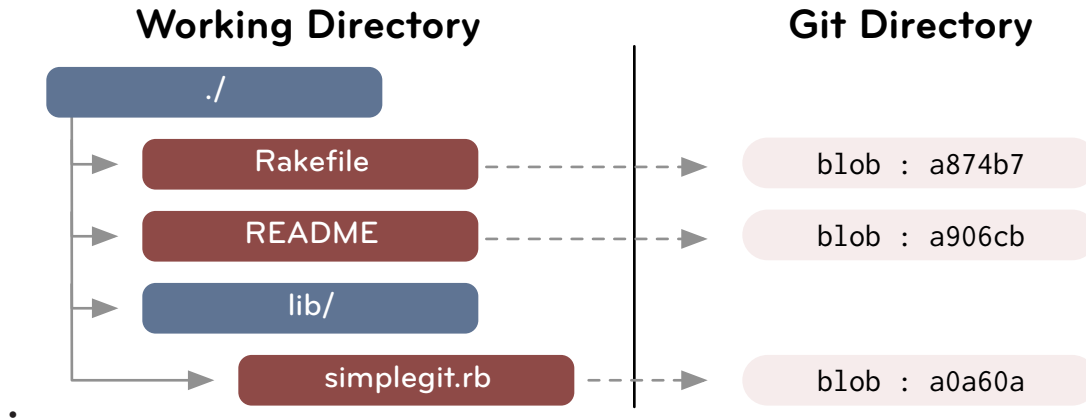 Working Directory
Git Directory
./
Rakefile
blob : a874b7
README
blob : a906cb
lib/
simplegit.rb
blob : a0a60a